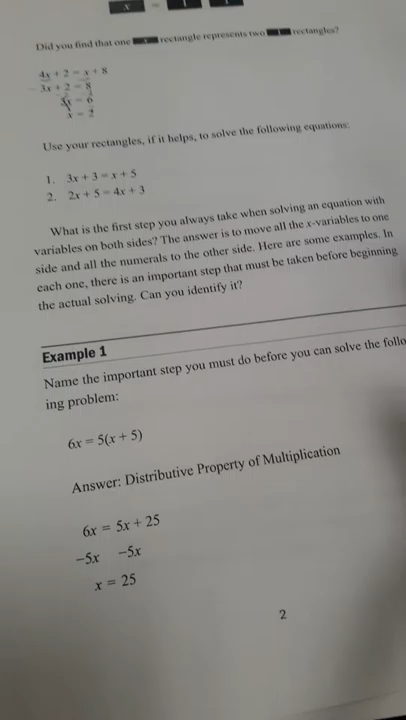 x = 1 1
Did you find that one x rectangle represents two 1 rectangles?
4x + 2 = x + 8
3x + 2 = 8
3x = 6
x = 2
Use your rectangles, if it helps, to solve the following equations:
1. 3x + 3 = x + 5
2. 2x + 5 = 4x + 3
What is the first step you always take when solving an equation with
variables on both sides? The answer is to move all the x-variables to one
side and all the numerals to the other side. Here are some examples. In
each one, there is an important step that must be taken before beginning
the actual solving. Can you identify it?
Example 1
Name the important step you must do before you can solve the follo
ing problem:
6x = 5(x + 5)
Answer: Distributive Property of Multiplication
6x = 5x + 25
−5x −5x
x = 25
2